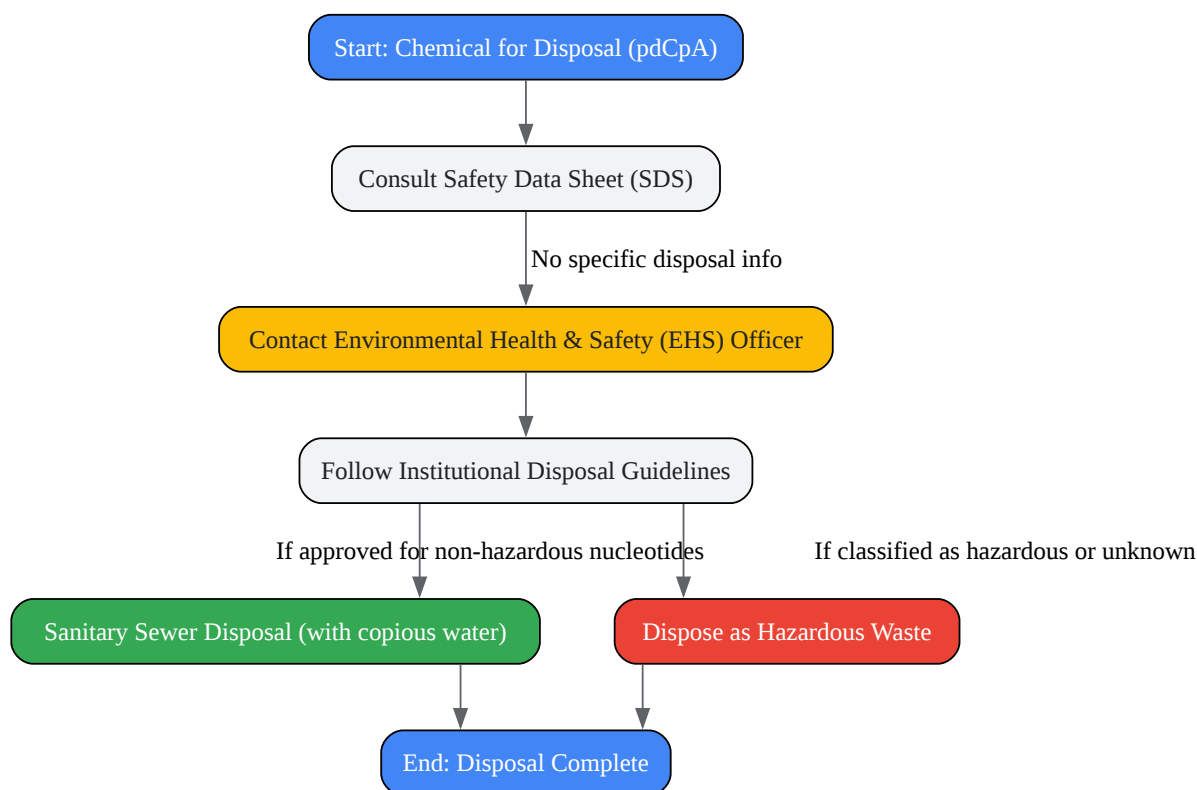 Start: Chemical for Disposal (pdCpA)
Consult Safety Data Sheet (SDS)
No specific disposal info
Contact Environmental Health & Safety (EHS) Officer
Follow Institutional Disposal Guidelines
If approved for non-hazardous nucleotides
If classified as hazardous or unknown
Sanitary Sewer Disposal (with copious water)
Dispose as Hazardous Waste
End: Disposal Complete